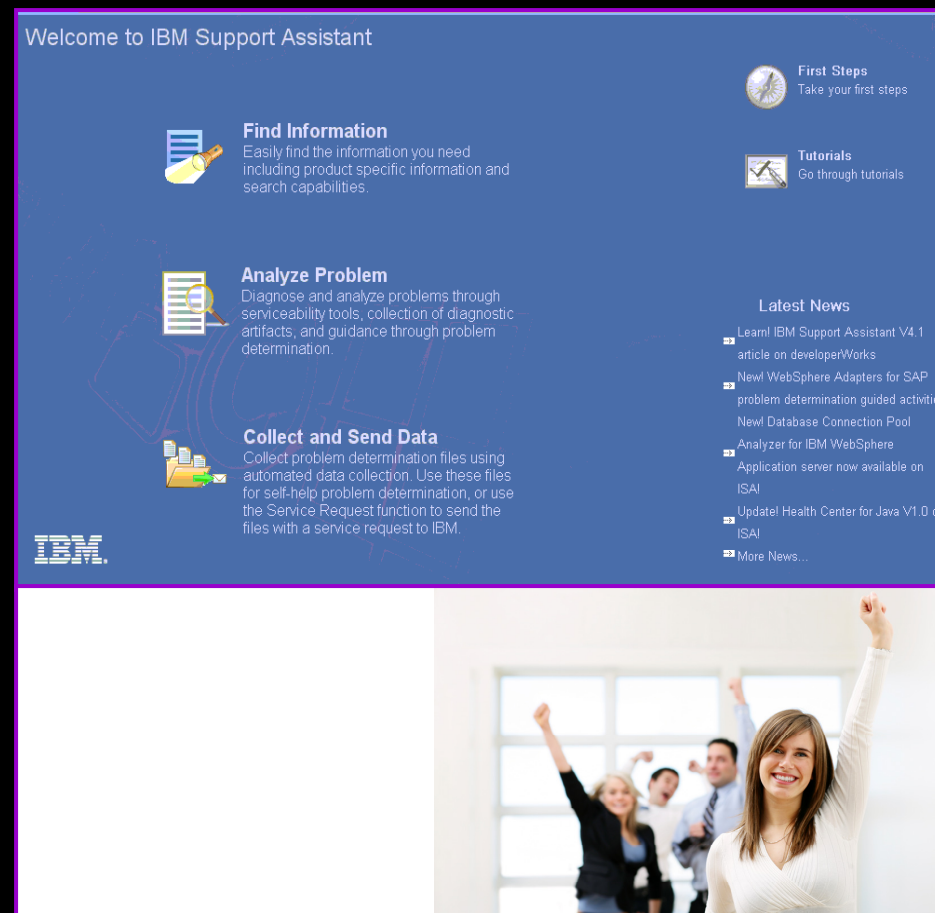 Welcome to IBM Support Assistant
Find Information
Easily find the information you need
including product specific information and
search capabilities.
Analyze Problem
Diagnose and analyze problems through
serviceability tools, collection of diagnostic
artifacts, and guidance through problem
determination.
Collect and Send Data
Collect problem determination files using
automated data collection. Use these files
for self-help problem determination, or use
the Service Request function to send the
files with a service request to IBM.
IBM.
First Steps
Take your first steps
Tutorials
Go through tutorials
Latest News
Learn! IBM Support Assistant V4.1
article on developerWorks
New! WebSphere Adapters for SAP
problem determination guided
New! Database Connection Pool
Analyzer for IBM WebSphere
Application server now available on
ISA!
Update! Health Center for Java V1.0
ISA!
More News...